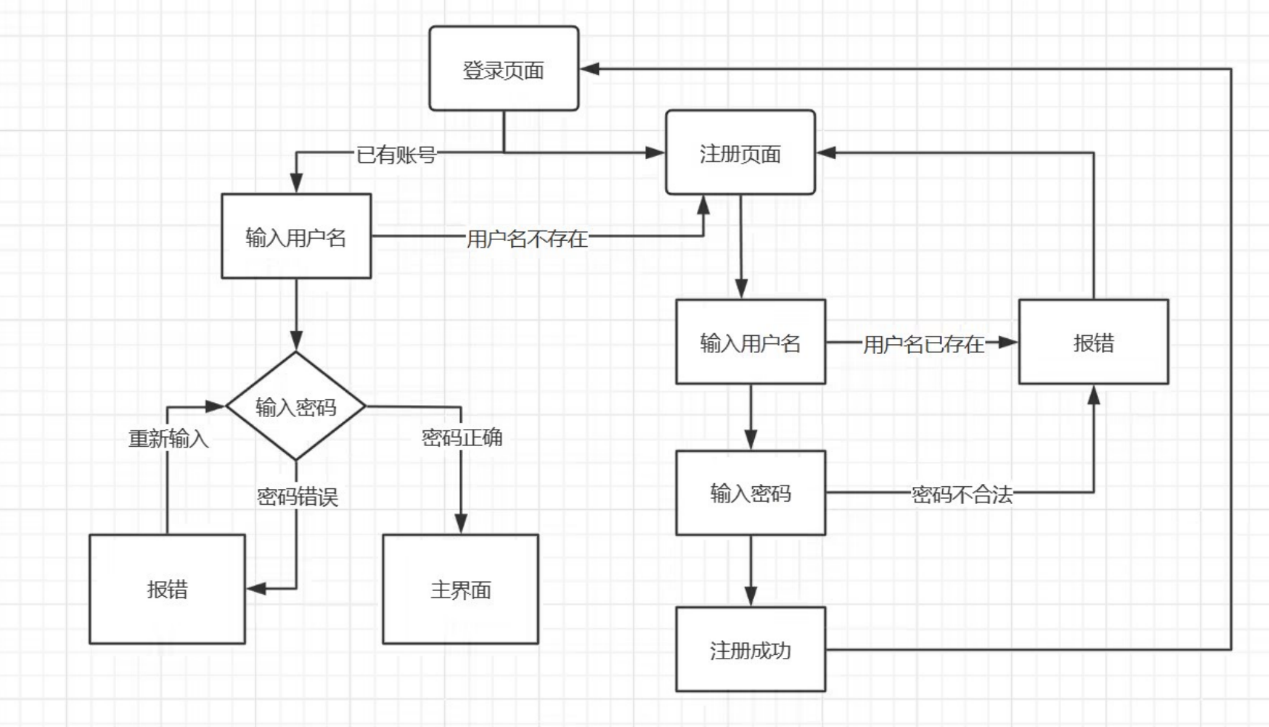 登录页面
已有账号
注册页面
输入用户名
用户名不存在
输入用户名
用户名已存在
报错
输入密码
重新输入
密码正确
密码错误
输入密码
密码不合法
报错
主界面
注册成功